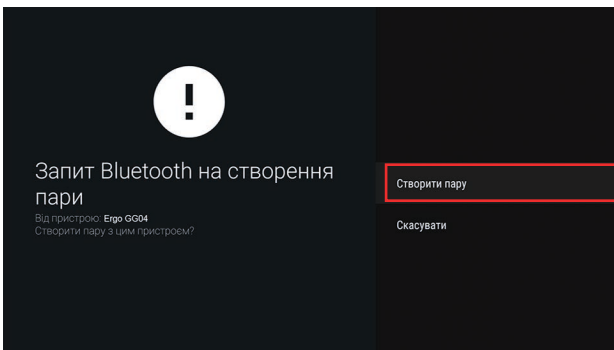 Запит Bluetooth на створення
пари
Від пристрою: Ergo GG04
Створити пару з цим пристроєм?
Створити пару
Скасувати